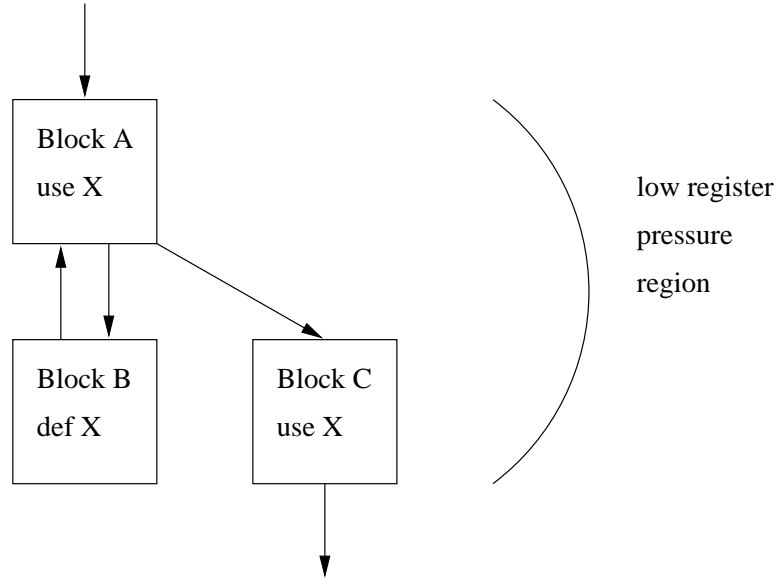 Block A
use X
low register
pressure
region
Block B
def X
Block C
use X